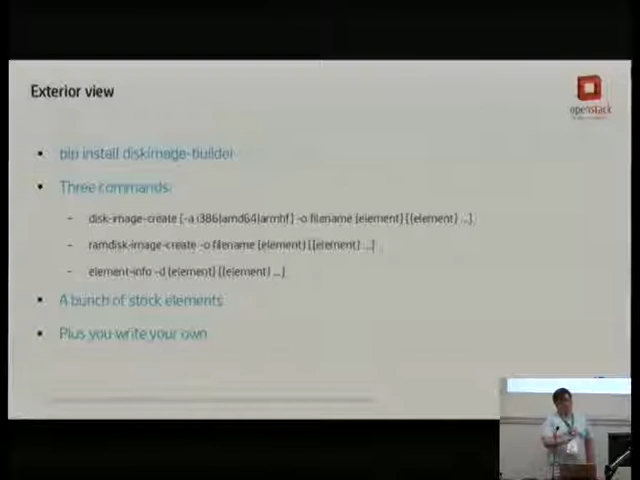 Exterior view
openstack
pip install diskimage-builder
Three commands:
disk-image-create [-a i386|amd64|armhf] -o filename {element} [{element} ...]
ramdisk-image-create -o filename {element} [{element} ...]
element-info -d {element} [{element} ...]
A bunch of stock elements
Plus you write your own